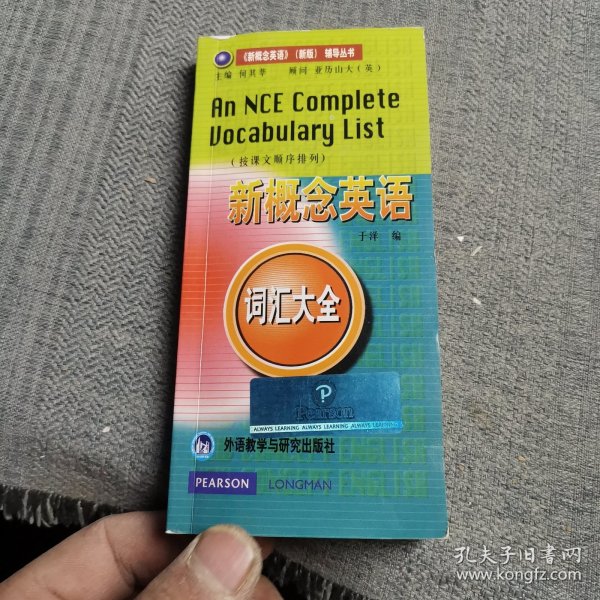 《新概念英语》(新版) 辅导丛书
主编 何其莘 顾问 亚历山大(英)
An NCE Complete
Vocabulary List
(按课文顺序排列)
新概念英语
于洋 编
词汇大全
P
Pearson
ALWAYS LEARNING ALWAYS LEARNING ALWAYS LEARNING
外语教学与研究出版社
PEARSON LONGMAN
孔夫子旧书网
www.kongfz.com